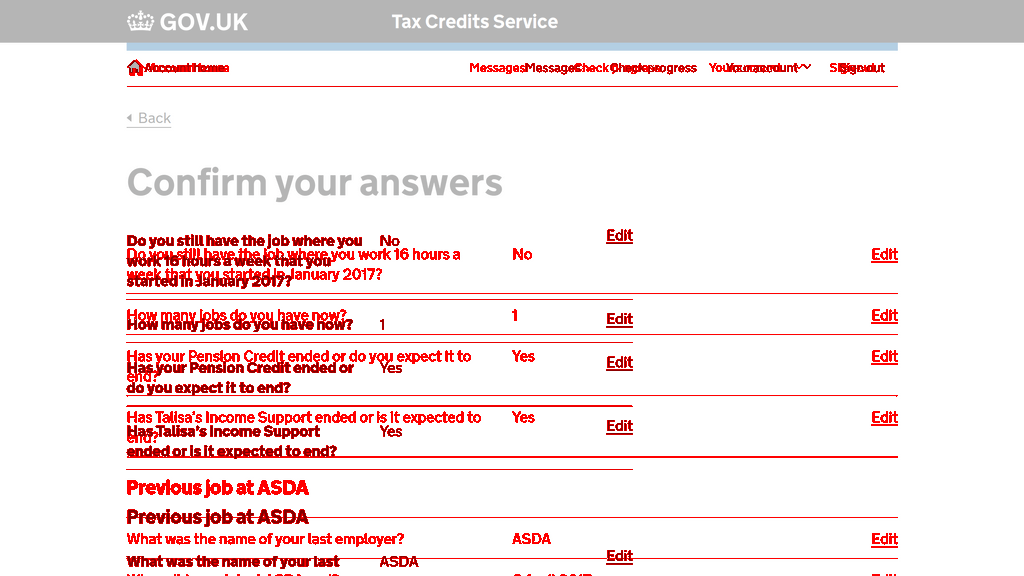 GOV.UK
Tax Credits Service
Account Home
Messages
Check progress
Your account
Sign out
Back
Confirm your answers
Do you still have the job where you
work 16 hours a week that you
started in January 2017?
No
Edit
Do you still have the job where you work 16 hours a
week that you started in January 2017?
No
Edit
How many jobs do you have now?
1
Edit
How many jobs do you have now?
1
Edit
Has your Pension Credit ended or do you expect it to
end?
Yes
Edit
Has your Pension Credit ended or
do you expect it to end?
Yes
Edit
Has Talisa's Income Support ended or is it expected to
end?
Yes
Edit
Has Talisa's Income Support
ended or is it expected to end?
Yes
Edit
Previous job at ASDA
Previous job at ASDA
What was the name of your last employer?
ASDA
Edit
What was the name of your last
ASDA
Edit